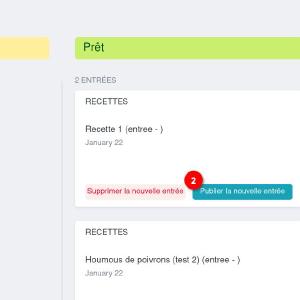 Prêt
2 ENTRÉES
RECETTES
Recette 1 (entree - )
January 22
2
Supprimer la nouvelle entrée Publier la nouvelle entrée
RECETTES
Houmous de poivrons (test 2) (entree - )
January 22